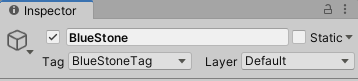 Inspector
BlueStone Static
Tag BlueStoneTag Layer Default